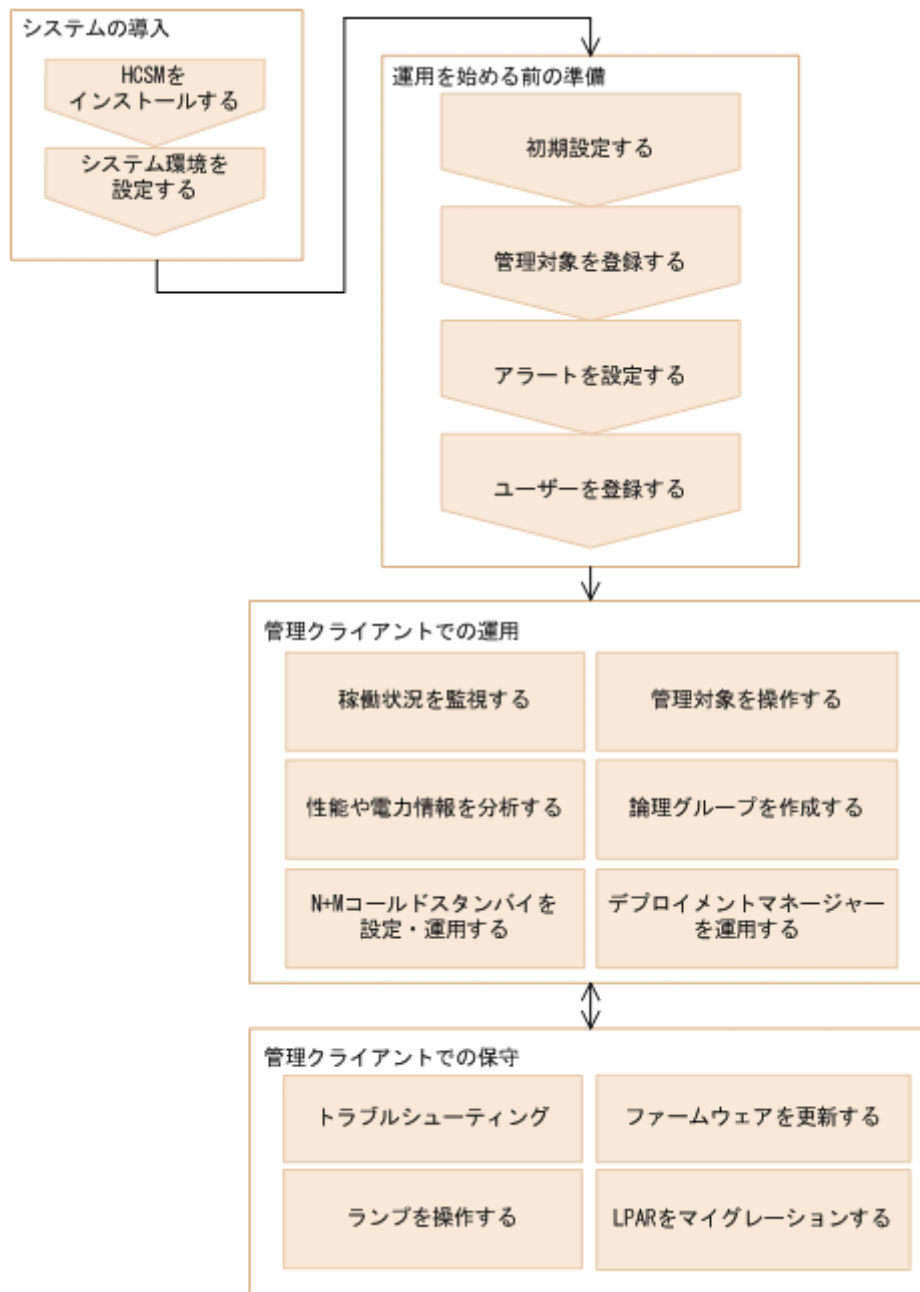 システムの導入
HCSMを
インストールする
システム環境を
設定する
運用を始める前の準備
初期設定する
管理対象を登録する
アラートを設定する
ユーザーを登録する
管理クライアントでの運用
稼働状況を監視する
管理対象を操作する
性能や電力情報を分析する
論理グループを作成する
N+Mコールドスタンバイを
設定・運用する
デプロイメントマネージャー
を運用する
管理クライアントでの保守
トラブルシューティング
ファームウェアを更新する
ランプを操作する
LPARをマイグレーションする